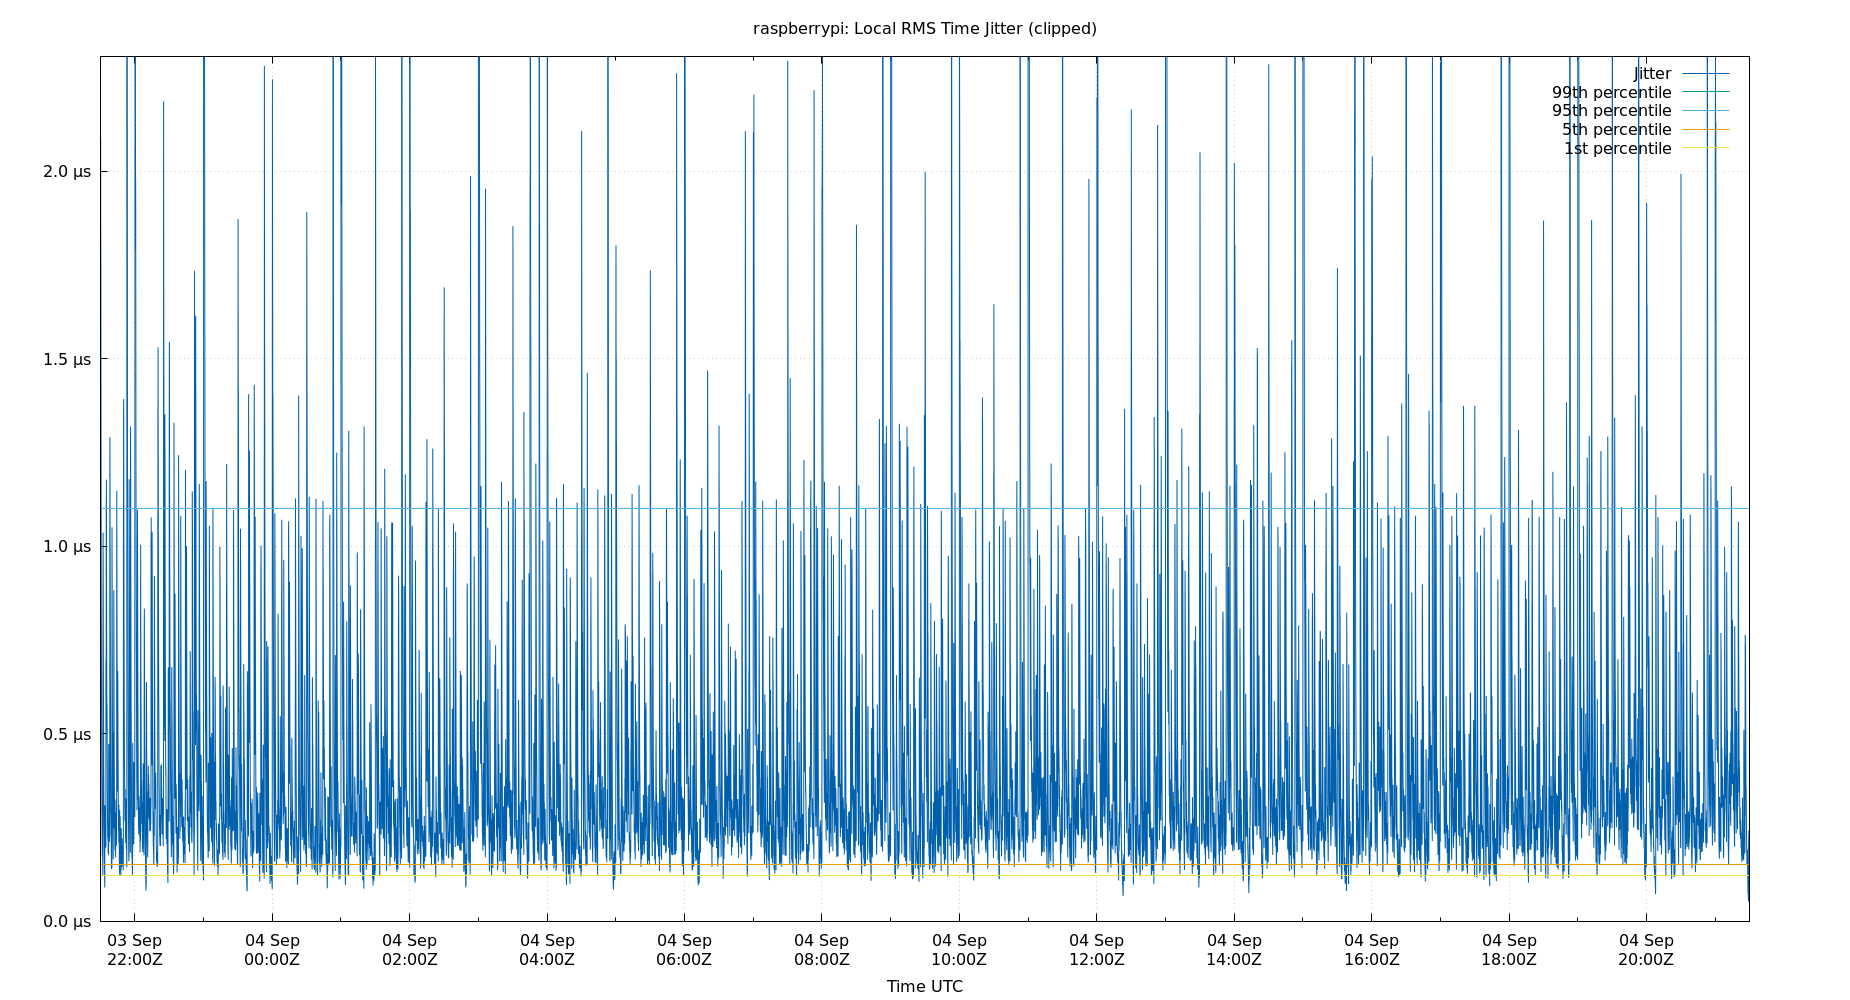 raspberrypi: Local RMS Time Jitter (clipped)
Jitter
99th percentile
95th percentile
5th percentile
1st percentile
2.0 µs
1.5 µs
1.0 µs
0.5 µs
0.0 µs
03 Sep 04 Sep 04 Sep 04 Sep 04 Sep 04 Sep 04 Sep 04 Sep 04 Sep 04 Sep 04 Sep 04 Sep
22:00Z 00:00Z 02:00Z 04:00Z 06:00Z 08:00Z 10:00Z 12:00Z 14:00Z 16:00Z 18:00Z 20:00Z
Time UTC